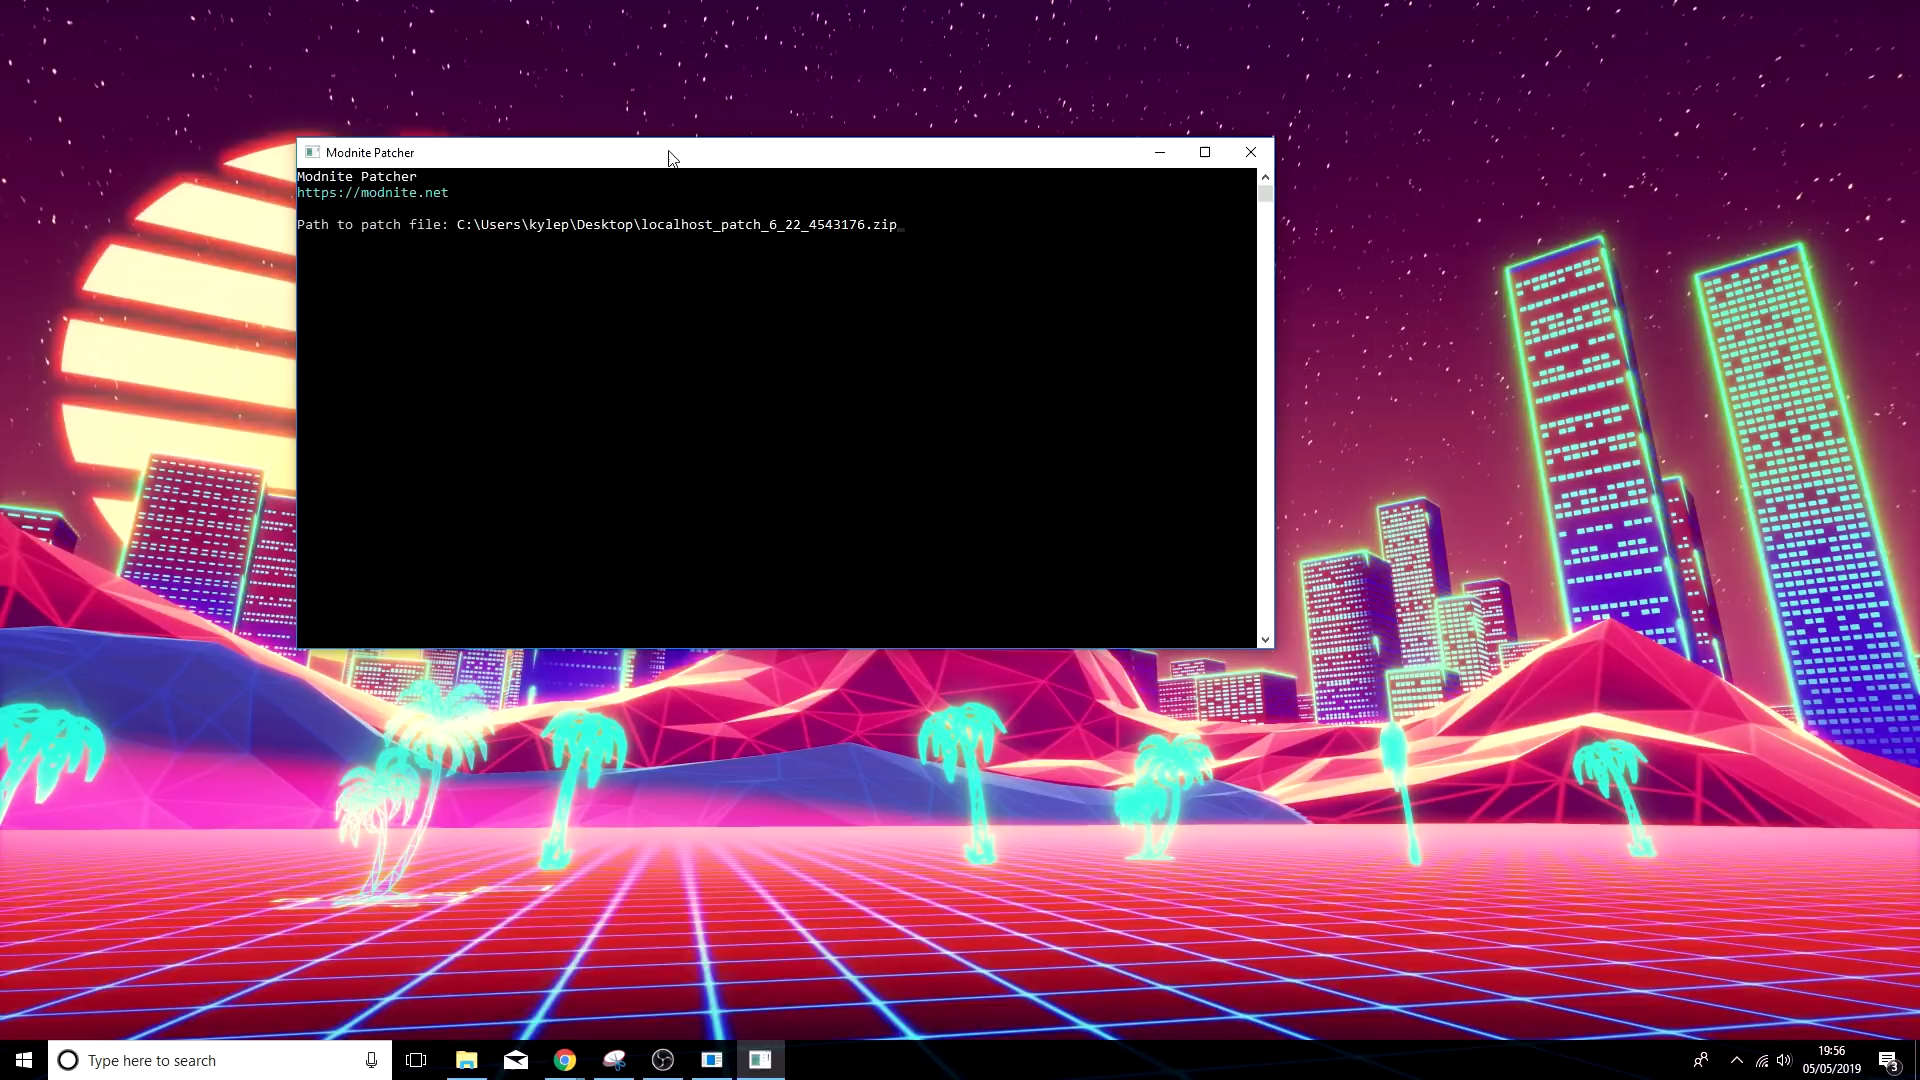 Modnite Patcher
Modnite Patcher
https://modnite.net
Path to patch file: C:\Users\kylep\Desktop\localhost_patch_6_22_4543176.zip
Type here to search
19:56
05/05/2019
3